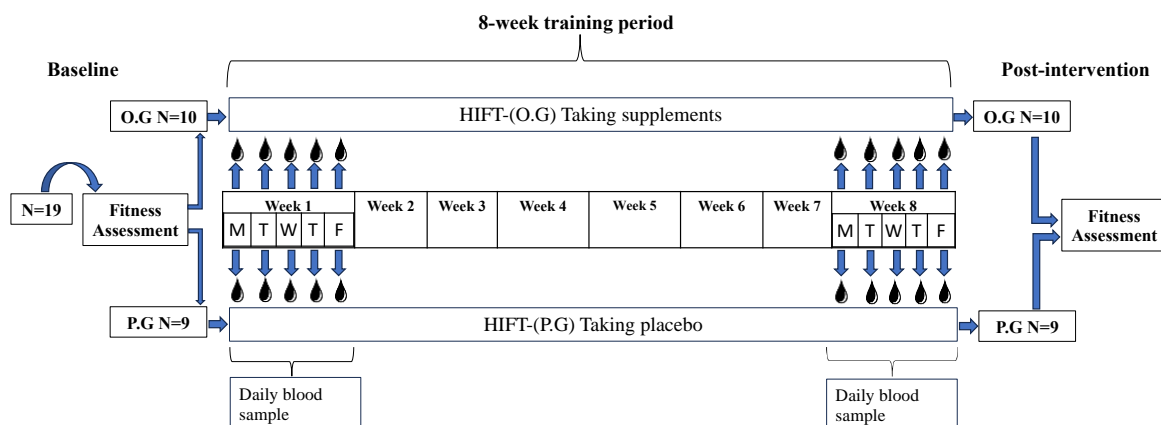 8-week training period
Baseline
Post-intervention
O.G N=10
HIFT-(O.G) Taking supplements
O.G N=10
N=19
Fitness
Assessment
Week 1
Week 2
Week 3
Week 4
Week 5
Week 6
Week 7
Week 8
M T W T F
M T W T F
Fitness
Assessment
P.G N=9
HIFT-(P.G) Taking placebo
P.G N=9
Daily blood
sample
Daily blood
sample